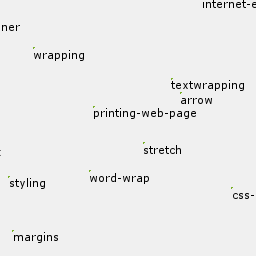 internet-e
ner
wrapping
textwrapping
arrow
printing-web-page
stretch
word-wrap
styling
css-
margins